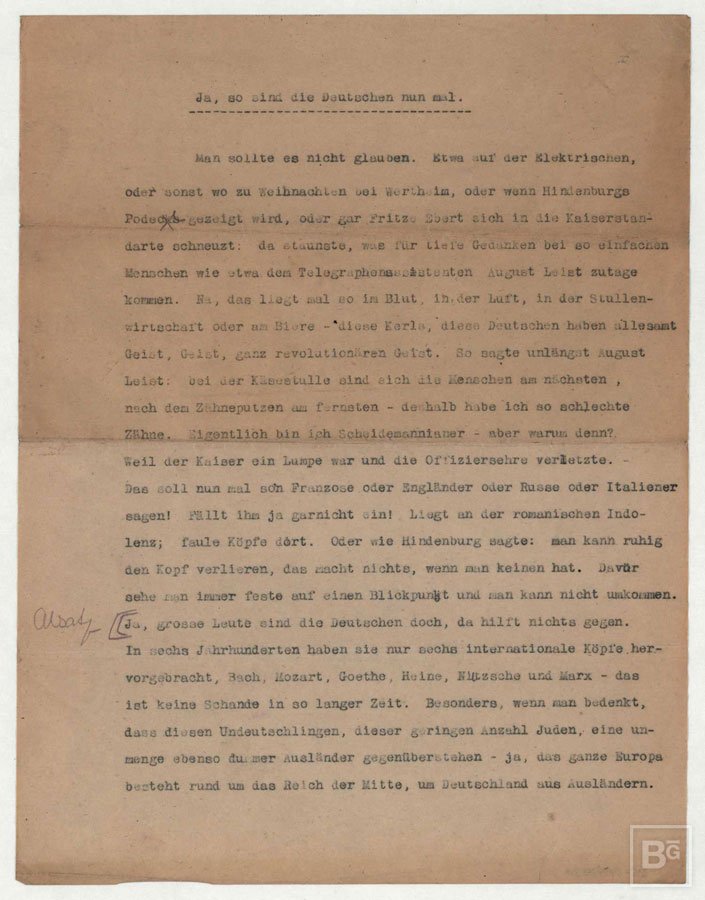 Ja, so sind die Deutschen nun mal.
Man sollte es nicht glauben. Etwa auf der Elektrischen,
oder sonst wo zu Weihnachten bei Wertheim, oder wenn Hindenburgs
gezeigt wird, oder gar Fritze Ebert sich in die Kaiserstan-
darte schneuzt: da staunste, was für tiefe Gedanken bei so einfachen
Menschen wie etwa dem Telegraphenassistenten August Leist zutage
kommen. Na, das liegt mal so im Blut, in der Luft, in der Stullen-
wirtschaft oder am Biere - diese Kerls, diese Deutschen haben allesamt
Geist, Geist, ganz revolutionären Geist. So sagte unlängst August
Leist: bei der Käsestulle sind sich die Menschen am nächsten ,
nach dem Zähneputzen am fernsten - deshalb habe ich so schlechte
Zähne. Eigentlich bin ich Scheidemannianer - aber warum denn?
Weil der Kaiser ein Lumpe war und die Offiziersehre verletzte. -
Das soll nun mal so'n Franzose oder Engländer oder Russe oder Italiener
sagen! Fällt ihm ja garnicht ein! Liegt an der romanischen Indo-
lenz; faule Köpfe dort. Oder wie Hindenburg sagte: man kann ruhig
den Kopf verlieren, das macht nichts, wenn man keinen hat. Davür
sehe man immer feste auf einen Blickpunkt und man kann nicht umkommen.
Absatz [Ja, grosse Leute sind die Deutschen doch, da hilft nichts gegen.
In sechs Jahrhunderten haben sie nur sechs internationale Köpfe her-
vorgebracht, Bach, Mozart, Goethe, Heine, Nitzsche und Marx - das
ist keine Schande in so langer Zeit. Besonders, wenn man bedenkt,
dass diesen Undeutschlingen, dieser geringen Anzahl Juden, eine un-
menge ebenso dummer Ausländer gegenüberstehen - ja, das ganze Europa
besteht rund um das Reich der Mitte, um Deutschland aus Ausländern.
BG